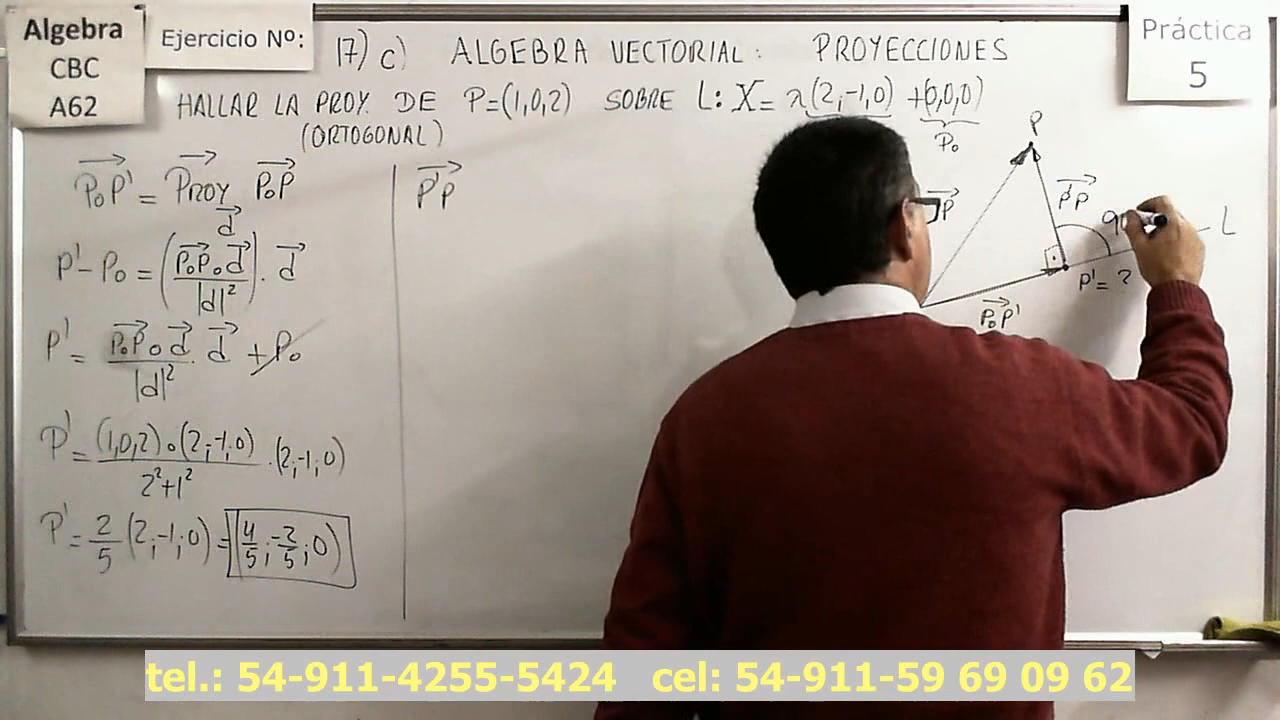 Algebra
CBC
A62
Ejercicio Nº:
Práctica
5
17) c) ALGEBRA VECTORIAL: PROYECCIONES
HALLAR LA PROY. DE P=(1,0,2) SOBRE L: X= λ(2,-1,0) +(0,0,0)
(ORTOGONAL)
P₀
P₀P' = PROY P₀P
d
P'-P₀ = (P₀P∘d / |d|²) · d
P' = P₀P∘d / |d|² · d + P₀
P' = (1,0,2)∘(2;-1,0) / 2²+1² · (2,-1,0)
P' = 2/5 (2;-1;0) = (4/5; -2/5; 0)
P'P
P
P
P'P
90
L
P' = ?
P₀P'
tel.: 54-911-4255-5424 cel: 54-911-59 69 09 62